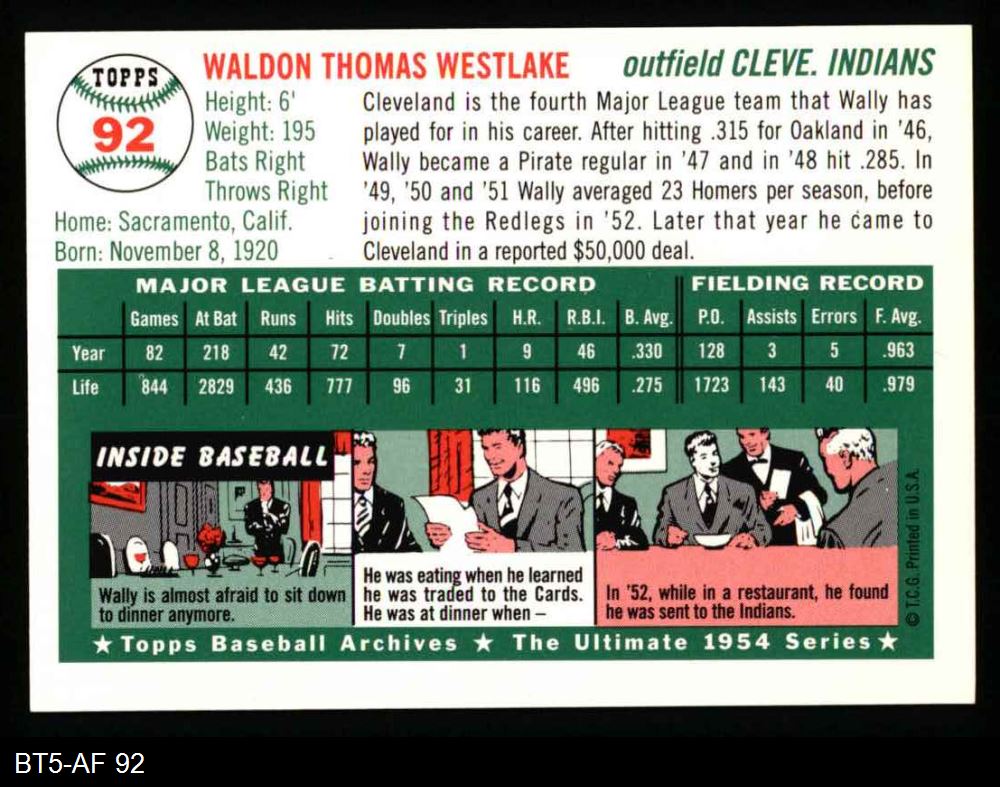 TOPPS
92
WALDON THOMAS WESTLAKE
outfield CLEVE. INDIANS
Height: 6'
Weight: 195
Bats Right
Throws Right
Home: Sacramento, Calif.
Born: November 8, 1920
Cleveland is the fourth Major League team that Wally has
played for in his career. After hitting .315 for Oakland in '46,
Wally became a Pirate regular in '47 and in '48 hit .285. In
'49, '50 and '51 Wally averaged 23 Homers per season, before
joining the Redlegs in '52. Later that year he came to
Cleveland in a reported $50,000 deal.
MAJOR LEAGUE BATTING RECORD FIELDING RECORD
Games At Bat Runs Hits Doubles Triples H.R. R.B.I. B. Avg. P.O. Assists Errors F. Avg.
Year 82 218 42 72 7 1 9 46 .330 128 3 5 .963
Life 844 2829 436 777 96 31 116 496 .275 1723 143 40 .979
INSIDE BASEBALL
Wally is almost afraid to sit down
to dinner anymore.
He was eating when he learned
he was traded to the Cards.
He was at dinner when —
In '52, while in a restaurant, he found
he was sent to the Indians.
© T.C.G. Printed in U.S.A.
★ Topps Baseball Archives ★ The Ultimate 1954 Series ★
BT5-AF 92